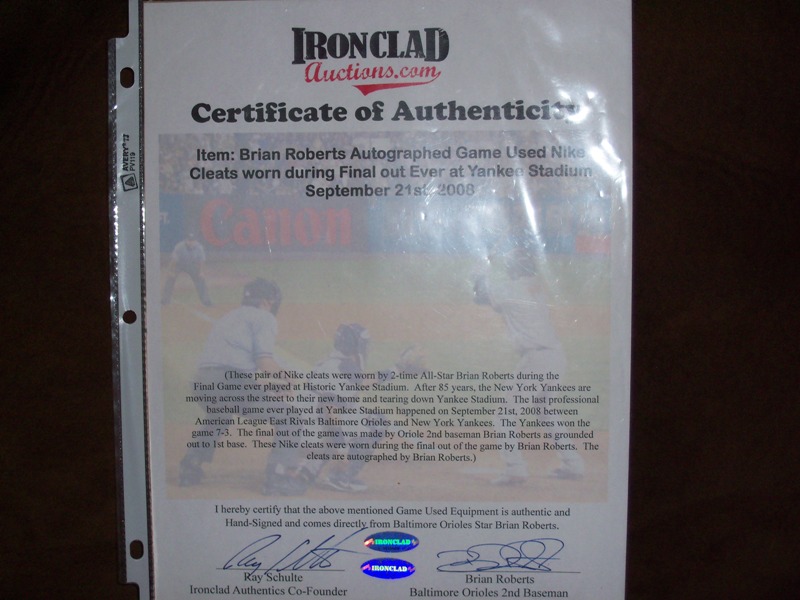 IRONCLAD
Auctions.com
Certificate of Authenticity
Item: Brian Roberts Autographed Game Used Nike
Cleats worn during Final out Ever at Yankee Stadium
September 21st, 2008
Canon
AVERY® 12
PV119
(These pair of Nike cleats were worn by 2-time All-Star Brian Roberts during the
Final Game ever played at Historic Yankee Stadium. After 85 years, the New York Yankees are
moving across the street to their new home and tearing down Yankee Stadium. The last professional
baseball game ever played at Yankee Stadium happened on September 21st, 2008 between
American League East Rivals Baltimore Orioles and New York Yankees. The Yankees won the
game 7-3. The final out of the game was made by Oriole 2nd baseman Brian Roberts as grounded
out to 1st base. These Nike cleats were worn during the final out of the game by Brian Roberts. The
cleats are autographed by Brian Roberts.)
I hereby certify that the above mentioned Game Used Equipment is authentic and
Hand-Signed and comes directly from Baltimore Orioles Star Brian Roberts.
IRONCLAD
IRONCLAD
Ray Schulte
Ironclad Authentics Co-Founder
Brian Roberts
Baltimore Orioles 2nd Baseman